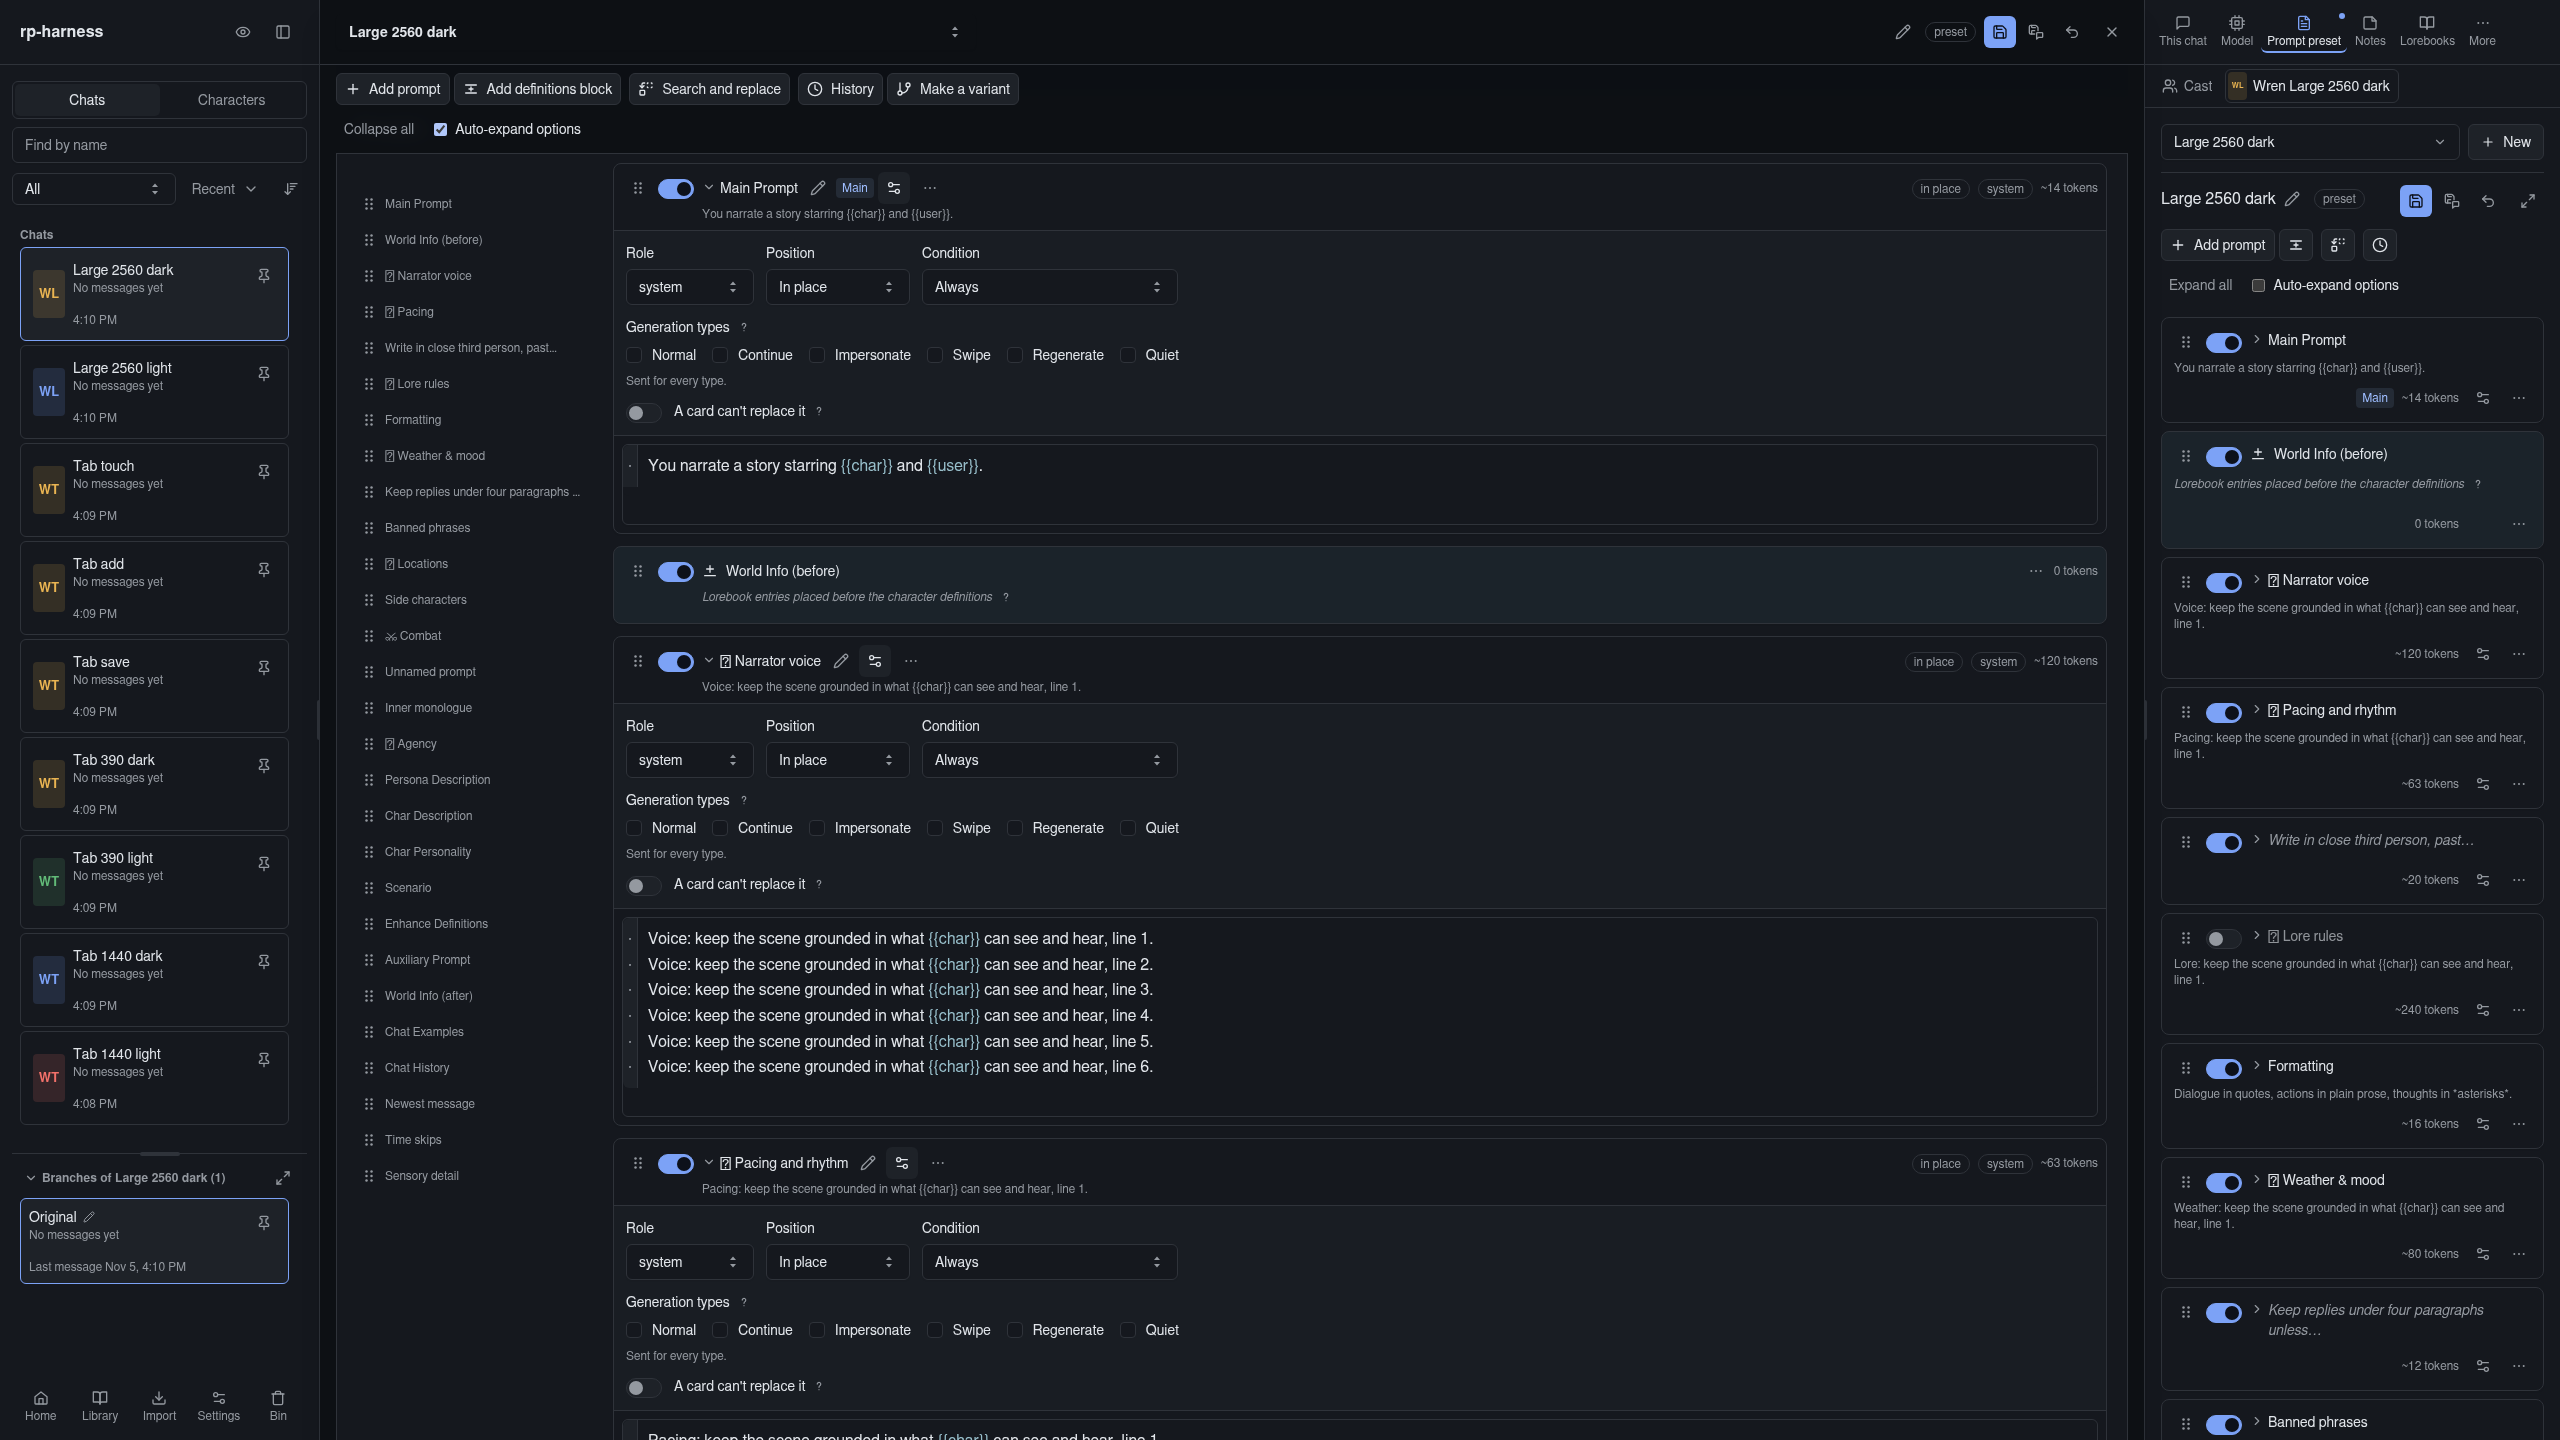 rp-harness
Chats
Characters
Find by name
All
Recent
Chats
WL
Large 2560 dark
No messages yet
4:10 PM
WL
Large 2560 light
No messages yet
4:10 PM
WT
Tab touch
No messages yet
4:09 PM
WT
Tab add
No messages yet
4:09 PM
WT
Tab save
No messages yet
4:09 PM
WT
Tab 390 dark
No messages yet
4:09 PM
WT
Tab 390 light
No messages yet
4:09 PM
WT
Tab 1440 dark
No messages yet
4:09 PM
WT
Tab 1440 light
No messages yet
4:08 PM
Branches of Large 2560 dark (1)
Original
No messages yet
Last message Nov 5, 4:10 PM
Home
Library
Import
Settings
Bin
Large 2560 dark
preset
Add prompt
Add definitions block
Search and replace
History
Make a variant
Collapse all
Auto-expand options
Main Prompt
World Info (before)
Narrator voice
Pacing
Write in close third person, past…
Lore rules
Formatting
Weather & mood
Keep replies under four paragraphs …
Banned phrases
Locations
Side characters
Combat
Unnamed prompt
Inner monologue
Agency
Persona Description
Char Description
Char Personality
Scenario
Enhance Definitions
Auxiliary Prompt
World Info (after)
Chat Examples
Chat History
Newest message
Time skips
Sensory detail
Main Prompt Main in place system ~14 tokens
You narrate a story starring {{char}} and {{user}}.
Role Position Condition
system In place Always
Generation types ?
Normal Continue Impersonate Swipe Regenerate Quiet
Sent for every type.
A card can't replace it ?
You narrate a story starring {{char}} and {{user}}.
World Info (before) 0 tokens
Lorebook entries placed before the character definitions ?
Narrator voice in place system ~120 tokens
Voice: keep the scene grounded in what {{char}} can see and hear, line 1.
Role Position Condition
system In place Always
Generation types ?
Normal Continue Impersonate Swipe Regenerate Quiet
Sent for every type.
A card can't replace it ?
Voice: keep the scene grounded in what {{char}} can see and hear, line 1.
Voice: keep the scene grounded in what {{char}} can see and hear, line 2.
Voice: keep the scene grounded in what {{char}} can see and hear, line 3.
Voice: keep the scene grounded in what {{char}} can see and hear, line 4.
Voice: keep the scene grounded in what {{char}} can see and hear, line 5.
Voice: keep the scene grounded in what {{char}} can see and hear, line 6.
Pacing and rhythm in place system ~63 tokens
Pacing: keep the scene grounded in what {{char}} can see and hear, line 1.
Role Position Condition
system In place Always
Generation types ?
Normal Continue Impersonate Swipe Regenerate Quiet
Sent for every type.
A card can't replace it ?
Pacing: keep the scene grounded in what {{char}} can see and hear, line 1.
This chat
Model
Prompt preset
Notes
Lorebooks
More
Cast
WL
Wren Large 2560 dark
Large 2560 dark
New
Large 2560 dark
preset
Add prompt
Expand all
Auto-expand options
Main Prompt
You narrate a story starring {{char}} and {{user}}.
Main ~14 tokens
World Info (before)
Lorebook entries placed before the character definitions ?
0 tokens
Narrator voice
Voice: keep the scene grounded in what {{char}} can see and hear,
line 1.
~120 tokens
Pacing and rhythm
Pacing: keep the scene grounded in what {{char}} can see and hear,
line 1.
~63 tokens
Write in close third person, past…
~20 tokens
Lore rules
Lore: keep the scene grounded in what {{char}} can see and hear,
line 1.
~240 tokens
Formatting
Dialogue in quotes, actions in plain prose, thoughts in *asterisks*.
~16 tokens
Weather & mood
Weather: keep the scene grounded in what {{char}} can see and
hear, line 1.
~80 tokens
Keep replies under four paragraphs
unless…
~12 tokens
Banned phrases